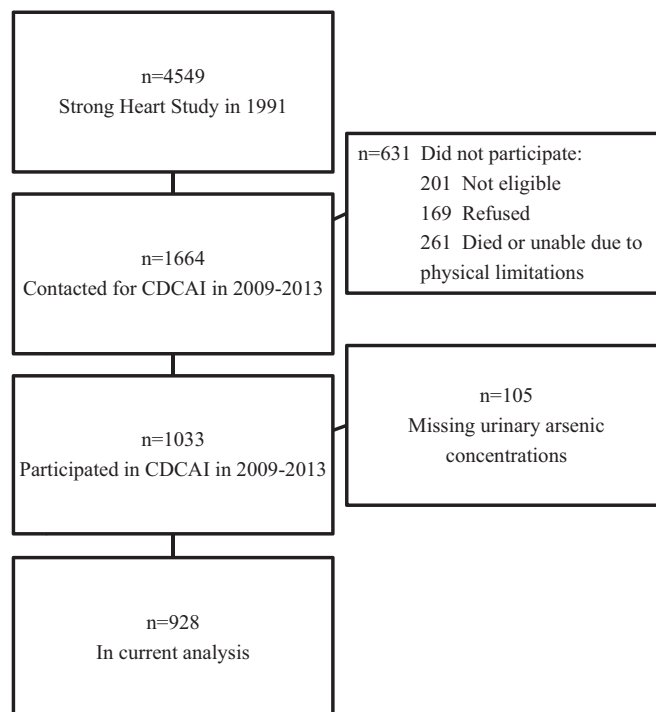 n=4549
Strong Heart Study in 1991
n=631 Did not participate:
201 Not eligible
169 Refused
261 Died or unable due to
physical limitations
n=1664
Contacted for CDCAI in 2009-2013
n=105
Missing urinary arsenic
concentrations
n=1033
Participated in CDCAI in 2009-2013
n=928
In current analysis